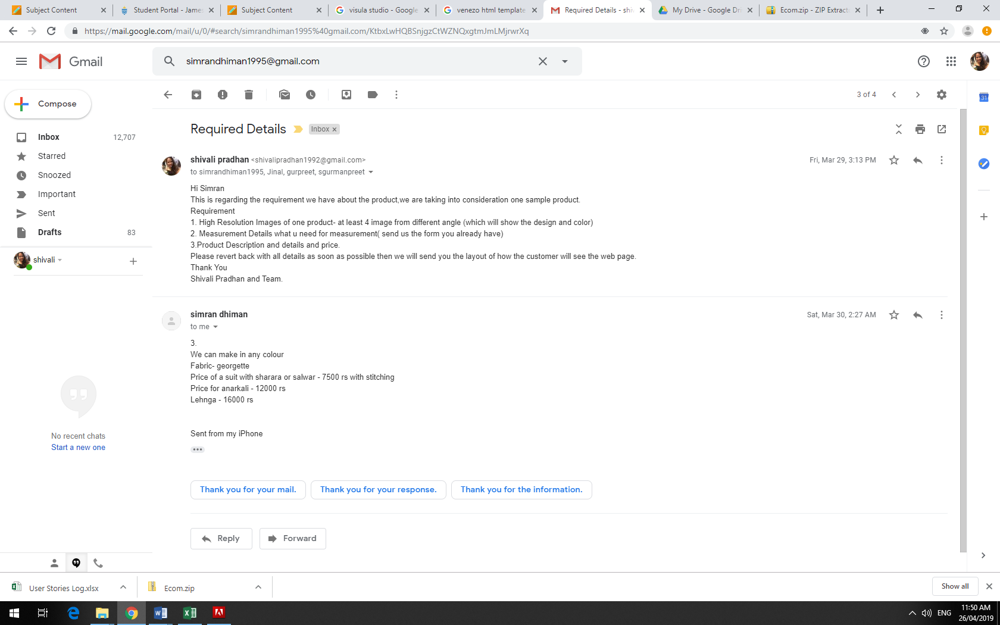 Subject Content
Student Portal - James
Subject Content
visula studio - Google
venezo html template
Required Details - shiv
My Drive - Google Dri
Ecom.zip - ZIP Extract
https://mail.google.com/mail/u/0/#search/simrandhiman1995%40gmail.com/KtbxLwHQBSnjgzCtWZNQxgtmJmLMjrwrXq
Gmail
simrandhiman1995@gmail.com
Compose
3 of 4
Inbox 12,707
Starred
Snoozed
Important
Sent
Drafts 83
shivali
No recent chats
Start a new one
Required Details
Inbox x
shivali pradhan <shivalipradhan1992@gmail.com>
Fri, Mar 29, 3:13 PM
to simrandhiman1995, Jinal, gurpreet, sgurmanpreet
Hi Simran
This is regarding the requirement we have about the product,we are taking into consideration one sample product.
Requirement
1. High Resolution Images of one product- at least 4 image from different angle (which will show the design and color)
2. Measurement Details what u need for measurement( send us the form you already have)
3.Product Description and details and price.
Please revert back with all details as soon as possible then we will send you the layout of how the customer will see the web page.
Thank You
Shivali Pradhan and Team.
simran dhiman
Sat, Mar 30, 2:27 AM
to me
3.
We can make in any colour
Fabric- georgette
Price of a suit with sharara or salwar - 7500 rs with stitching
Price for anarkali - 12000 rs
Lehnga - 16000 rs
Sent from my iPhone
Thank you for your mail.
Thank you for your response.
Thank you for the information.
Reply
Forward
31
User Stories Log.xlsx
Ecom.zip
Show all
ENG
11:50 AM
26/04/2019